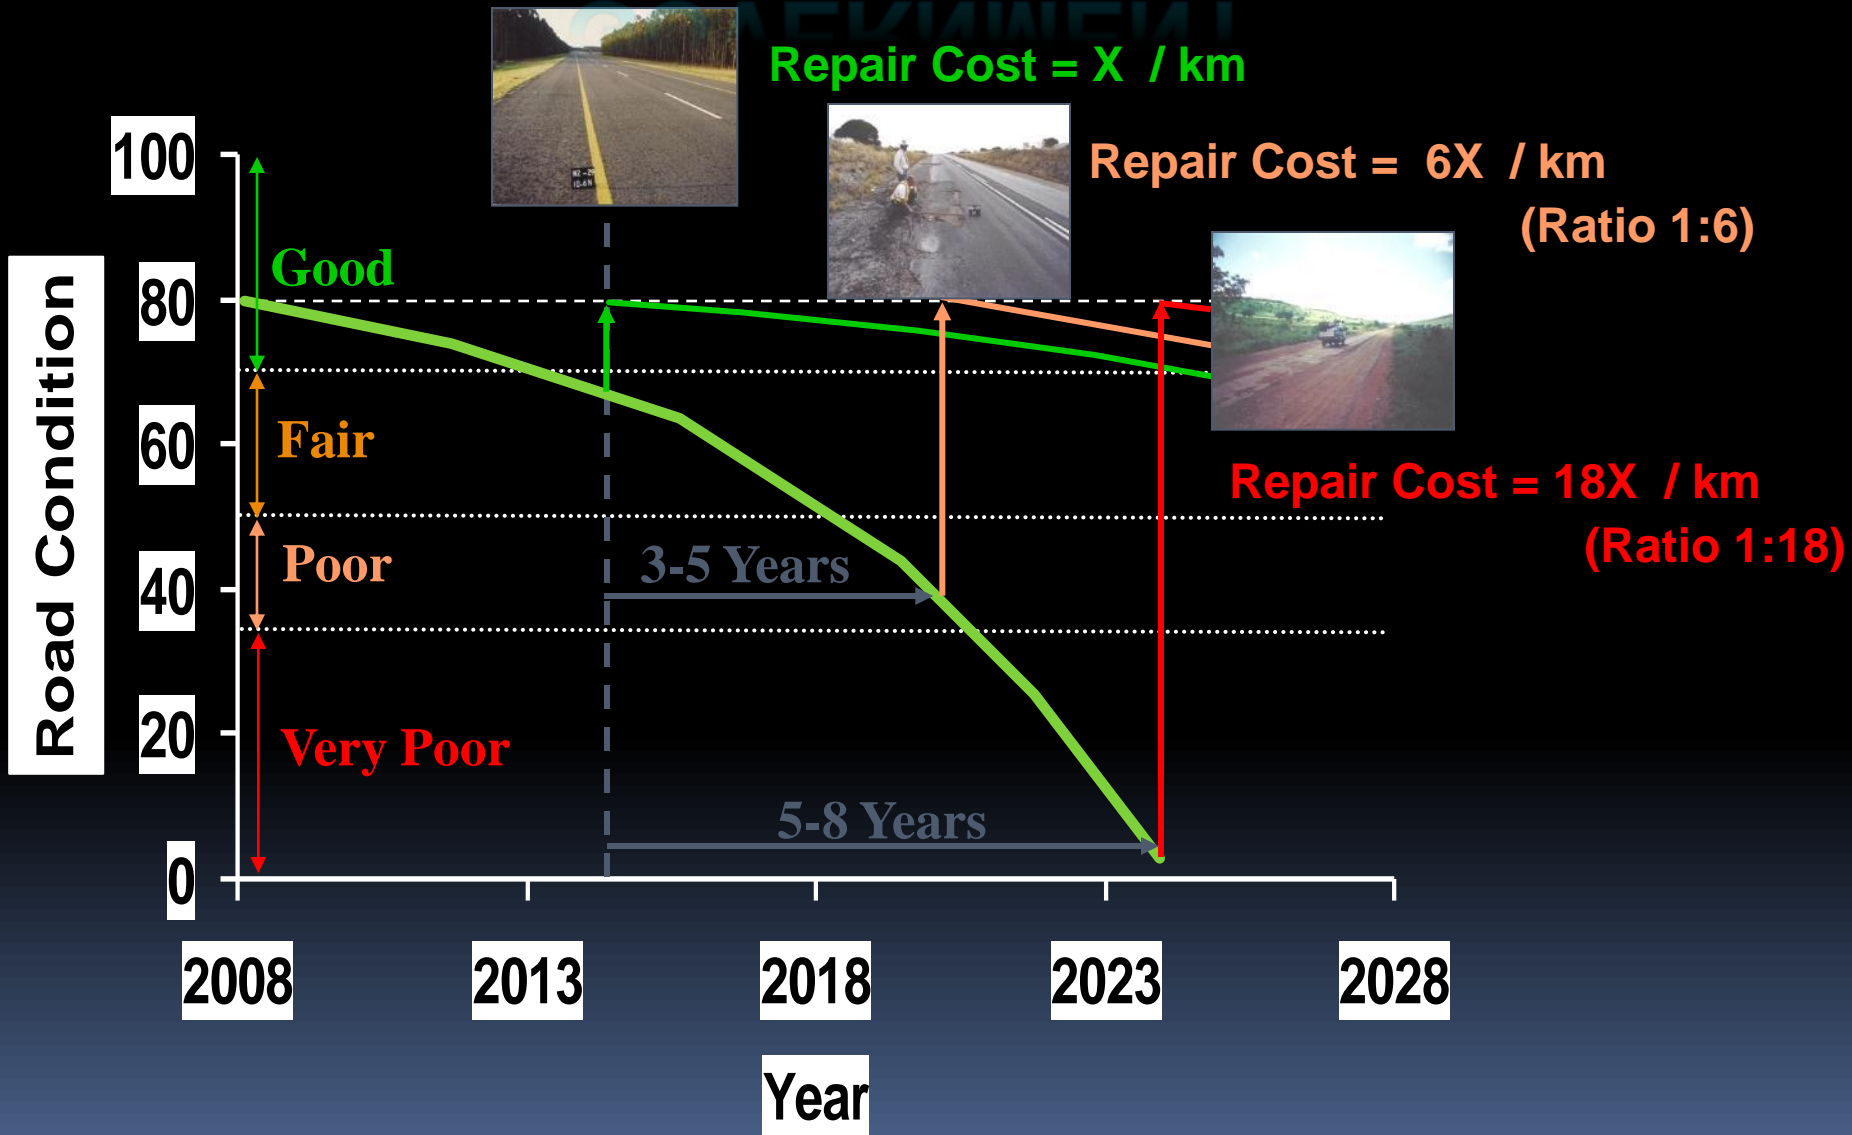 GOVERNMENT
Repair Cost = X / km
Repair Cost = 6X / km
(Ratio 1:6)
Repair Cost = 18X / km
(Ratio 1:18)
Road Condition
100
80
60
40
20
0
Good
Fair
Poor
Very Poor
3-5 Years
5-8 Years
2008
2013
2018
2023
2028
Year